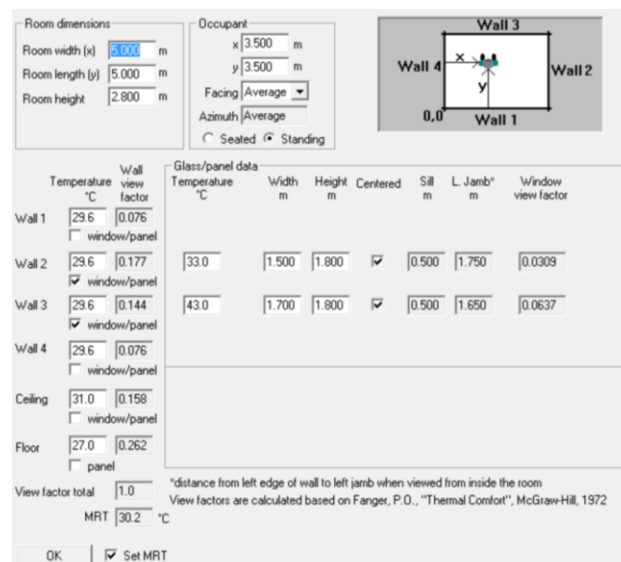 Room dimensions
Room width (x) 5.000 m
Room length (y) 5.000 m
Room height 2.800 m
Occupant
x 3.500 m
y 3.500 m
Facing Average
Azimuth Average
Seated Standing
Wall 3
Wall 4 x Wall 2
y
0,0 Wall 1
Temperature °C Wall view factor
Wall 1 29.6 0.076
window/panel
Wall 2 29.6 0.177
window/panel
Wall 3 29.6 0.144
window/panel
Wall 4 29.6 0.076
window/panel
Ceiling 31.0 0.158
window/panel
Floor 27.0 0.262
panel
View factor total 1.0
MRT 30.2 °C
Glass/panel data
Temperature °C Width m Height m Centered Sill m L. Jamb* m Window view factor
33.0 1.500 1.800 0.500 1.750 0.0309
43.0 1.700 1.800 0.500 1.650 0.0637
*distance from left edge of wall to left jamb when viewed from inside the room
View factors are calculated based on Fanger, P.O., "Thermal Comfort", McGraw-Hill, 1972
OK Set MRT